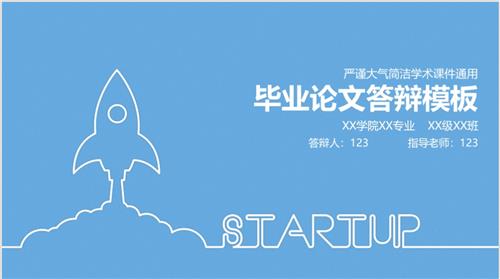 严谨大气简洁学术课件通用
毕业论文答辩模板
XX学院XX专业 XX级XX班
答辩人：123 指导老师：123
STARTUP